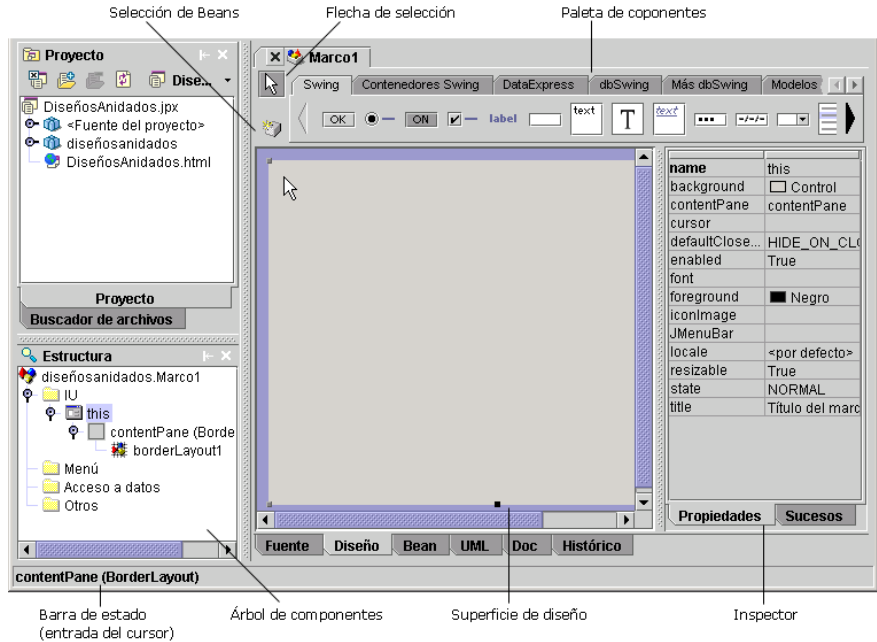 Selección de Beans
Flecha de selección
Paleta de coponentes
Proyecto
Dise...
DiseñosAnidados.jpx
<Fuente del proyecto>
diseñosanidados
DiseñosAnidados.html
Proyecto
Buscador de archivos
Estructura
diseñosanidados.Marco1
IU
this
contentPane (Borde
borderLayout1
Menú
Acceso a datos
Otros
contentPane (BorderLayout)
Marco1
Swing
Contenedores Swing
DataExpress
dbSwing
Más dbSwing
Modelos
OK
ON
label
text
T
text
-/-/-
name this
background Control
contentPane contentPane
cursor
defaultClose... HIDE_ON_CL
enabled True
font
foreground Negro
iconImage
JMenuBar
locale <por defecto>
resizable True
state NORMAL
title Título del marc
Propiedades
Sucesos
Fuente
Diseño
Bean
UML
Doc
Histórico
Barra de estado
(entrada del cursor)
Árbol de componentes
Superficie de diseño
Inspector